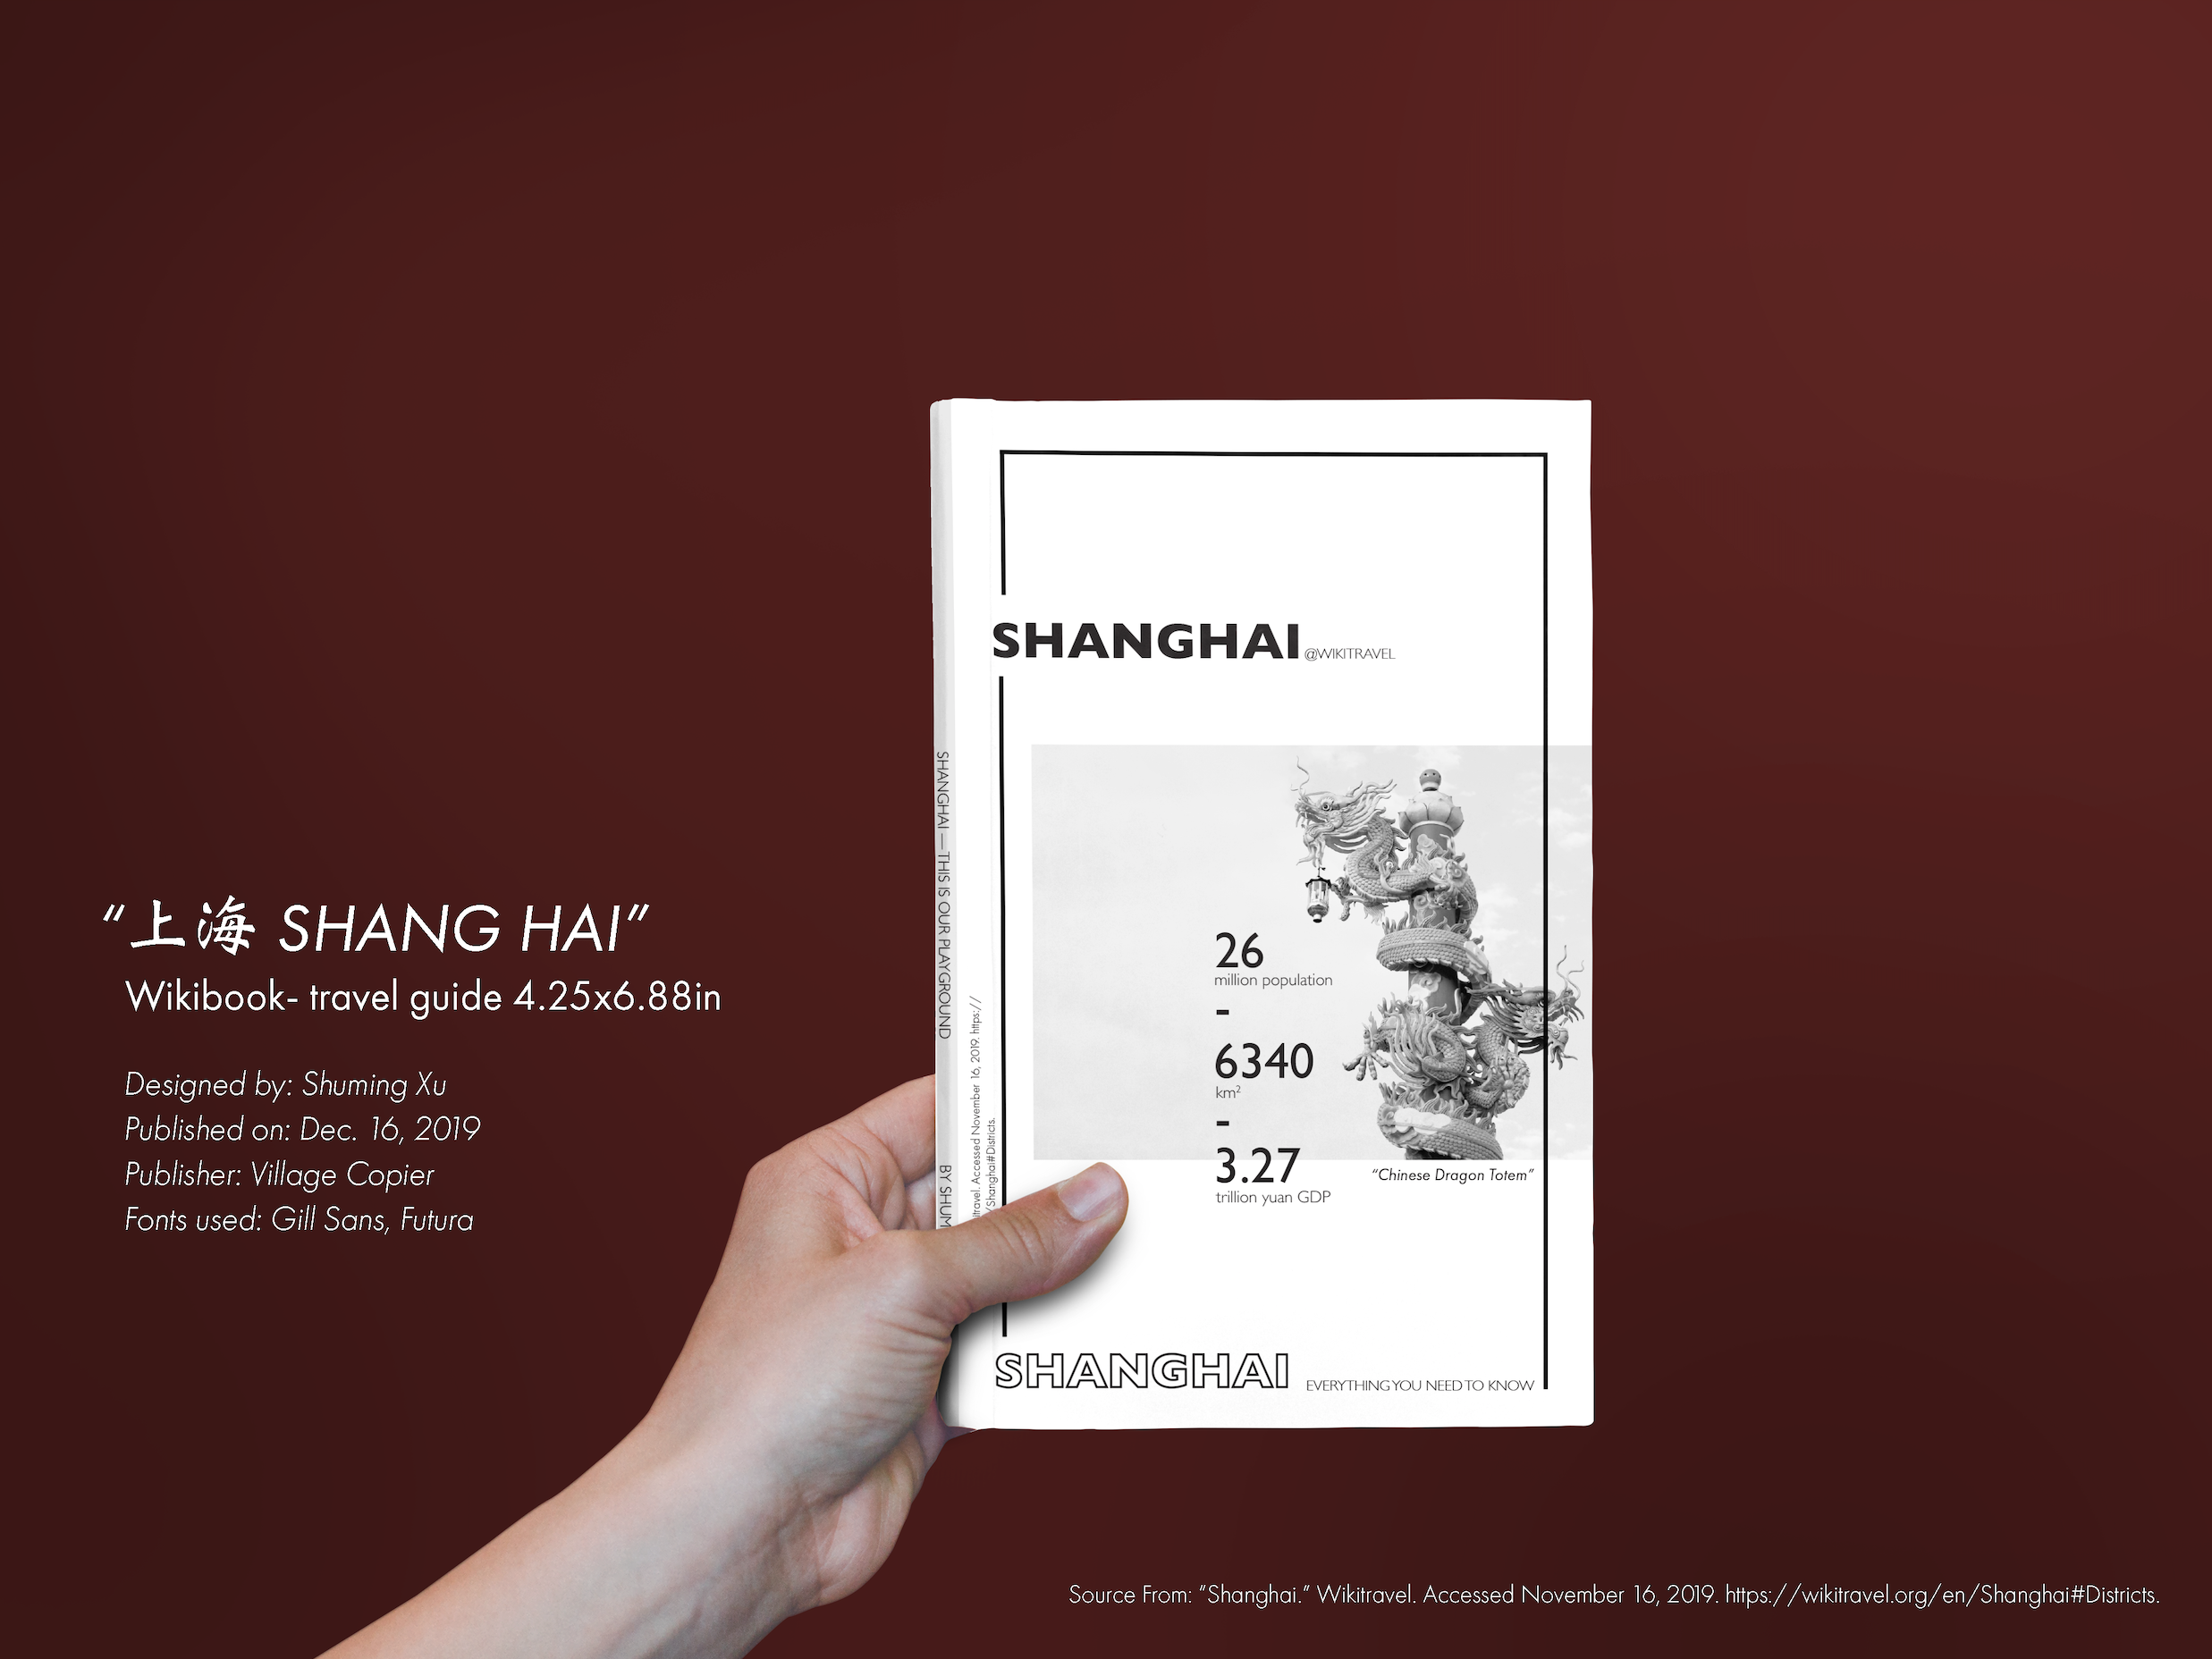 “上海 SHANG HAI”
Wikibook- travel guide 4.25x6.88in
Designed by: Shuming Xu
Published on: Dec. 16, 2019
Publisher: Village Copier
Fonts used: Gill Sans, Futura
SHANGHAI — THIS IS OUR PLAYGROUND
BY SHUM
Accessed November 16, 2019. https://
/Shanghai#Districts.
SHANGHAI @WIKITRAVEL
26
million population
-
6340
km²
-
3.27
trillion yuan GDP
“Chinese Dragon Totem”
SHANGHAI EVERYTHING YOU NEED TO KNOW
Source From: “Shanghai.” Wikitravel. Accessed November 16, 2019. https://wikitravel.org/en/Shanghai#Districts.